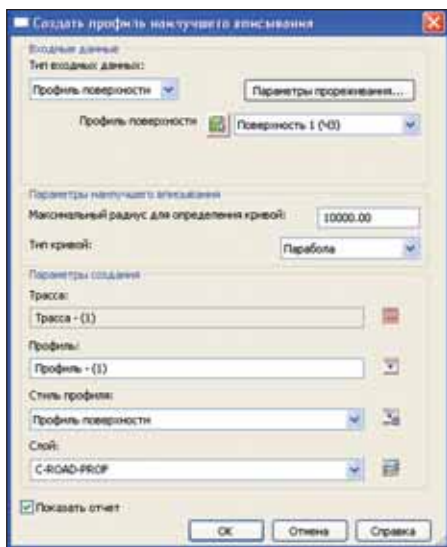 Создать профиль наилучшего вписывания
Входные данные
Тип входных данных:
Профиль поверхности
Параметры прореживания...
Профиль поверхности
Поверхность 1 (ЧЗ)
Параметры наилучшего вписывания
Максимальный радиус для определения кривой:
10000.00
Тип кривой:
Парабола
Параметры создания
Трасса:
Трасса - (1)
Профиль:
Профиль - (1)
Стиль профиля:
Профиль поверхности
Слой:
C-ROAD-PROF
Показать отчет
ОК
Отмена
Справка